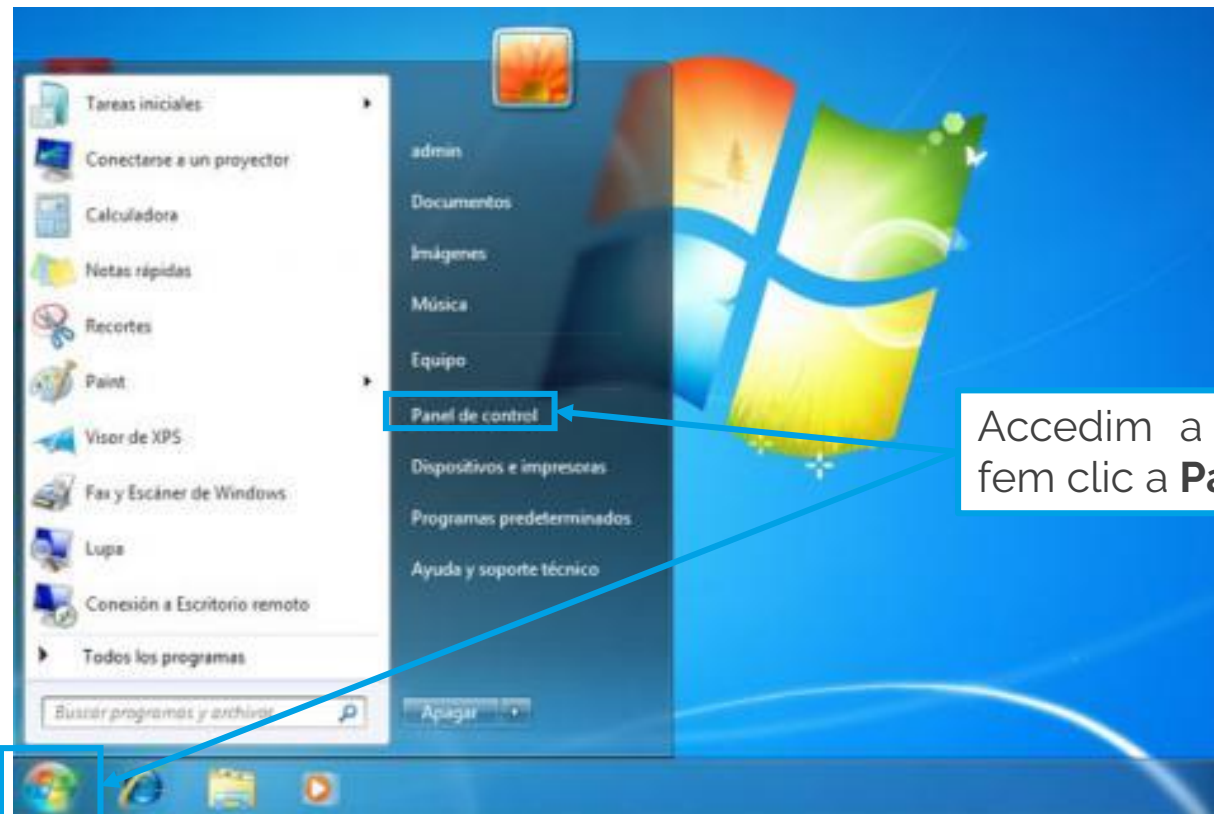 Tareas iniciales
Conectarse a un proyector
Calculadora
Notas rápidas
Recortes
Paint
Visor de XPS
Fax y Escáner de Windows
Lupa
Conexión a Escritorio remoto
Todos los programas
Buscar programas y archivos
admin
Documentos
Imágenes
Música
Equipo
Panel de control
Dispositivos e impresoras
Programas predeterminados
Ayuda y soporte técnico
Apagar
Accedim a
fem clic a Pa